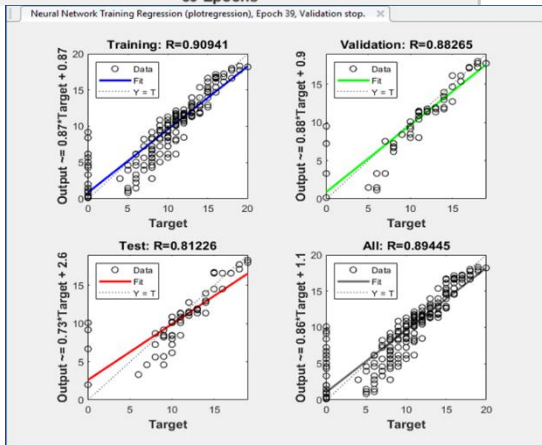 Neural Network Training Regression (plotregression), Epoch 39, Validation stop.
Training: R=0.90941
Output ~= 0.87*Target + 0.87
20
15
10
5
0
Data
Fit
Y = T
0 5 10 15 20
Target
Validation: R=0.88265
Output ~= 0.88*Target + 0.9
15
10
5
0
Data
Fit
Y = T
0 5 10 15
Target
Test: R=0.81226
Output ~= 0.73*Target + 2.6
15
10
5
0
Data
Fit
Y = T
0 10
Target
All: R=0.89445
Output ~= 0.86*Target + 1.1
20
15
10
5
0
Data
Fit
Y = T
0 5 10 15 20
Target